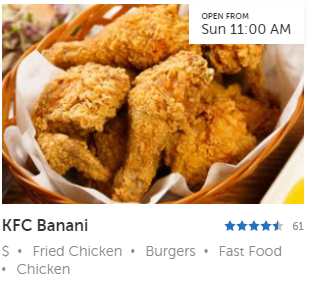 OPEN FROM
Sun 11:00 AM
KFC Banani
61
$ • Fried Chicken • Burgers • Fast Food
• Chicken